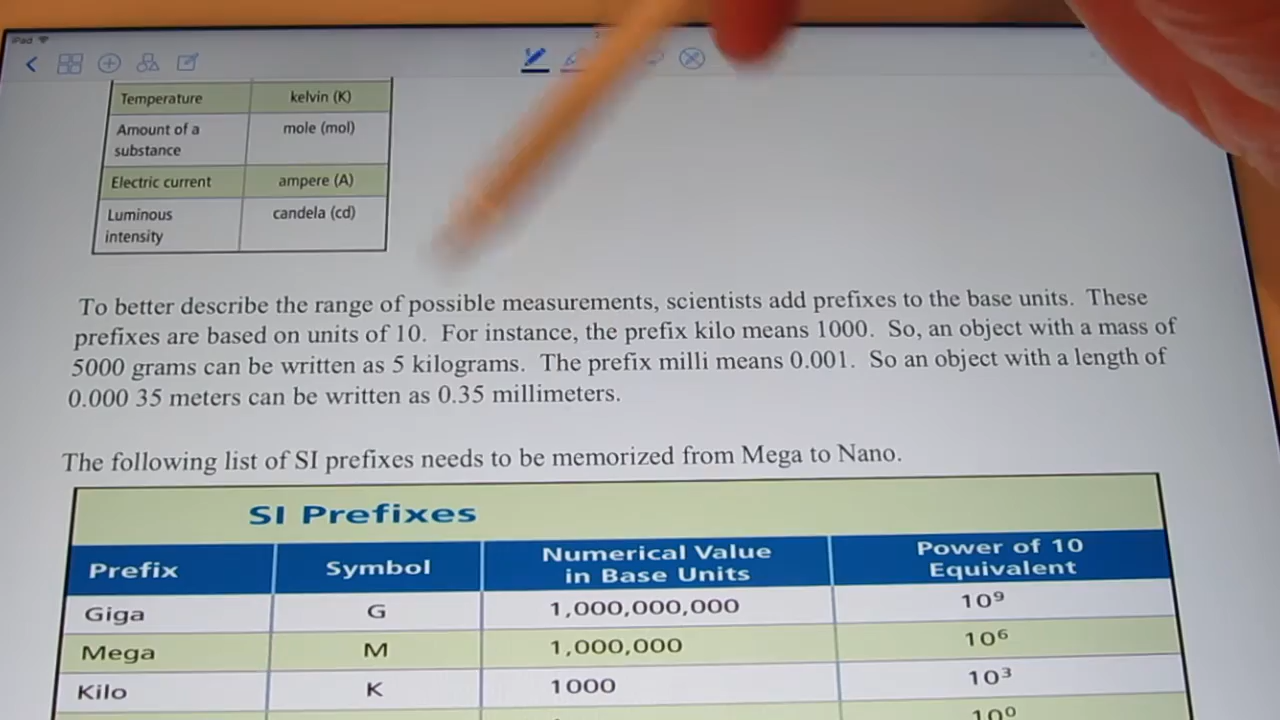 iPad
Temperature kelvin (K)
Amount of a mole (mol)
substance
Electric current ampere (A)
Luminous candela (cd)
intensity
To better describe the range of possible measurements, scientists add prefixes to the base units. These
prefixes are based on units of 10. For instance, the prefix kilo means 1000. So, an object with a mass of
5000 grams can be written as 5 kilograms. The prefix milli means 0.001. So an object with a length of
0.000 35 meters can be written as 0.35 millimeters.
The following list of SI prefixes needs to be memorized from Mega to Nano.
SI Prefixes
Prefix Symbol Numerical Value in Base Units Power of 10 Equivalent
Giga G 1,000,000,000 10⁹
Mega M 1,000,000 10⁶
Kilo K 1000 10³
10⁰